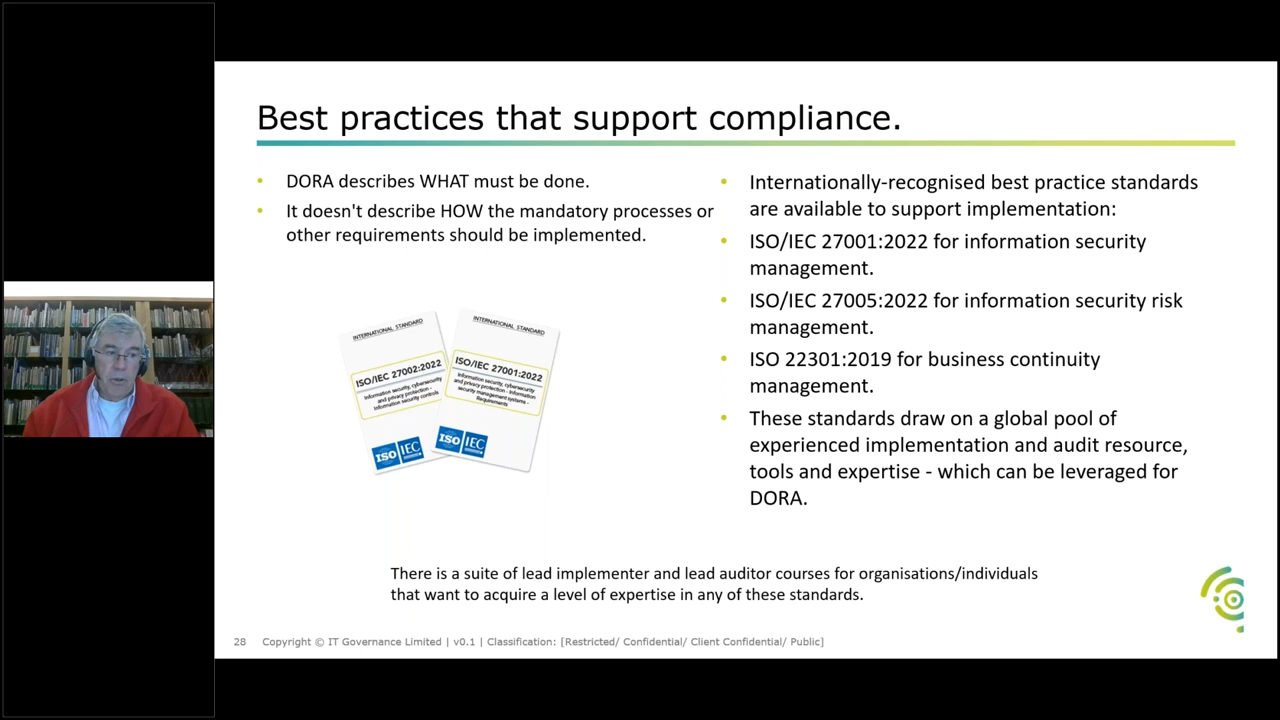 Best practices that support compliance.
• DORA describes WHAT must be done.
• It doesn't describe HOW the mandatory processes or
other requirements should be implemented.
INTERNATIONAL STANDARD
ISO/IEC 27002:2022
Information security, cybersecurity
and privacy protection -
Information security controls
ISO IEC
INTERNATIONAL STANDARD
ISO/IEC 27001:2022
Information security, cybersecurity
and privacy protection - Information
security management systems -
Requirements
ISO IEC
• Internationally-recognised best practice standards
are available to support implementation:
• ISO/IEC 27001:2022 for information security
management.
• ISO/IEC 27005:2022 for information security risk
management.
• ISO 22301:2019 for business continuity
management.
• These standards draw on a global pool of
experienced implementation and audit resource,
tools and expertise - which can be leveraged for
DORA.
There is a suite of lead implementer and lead auditor courses for organisations/individuals
that want to acquire a level of expertise in any of these standards.
28 Copyright © IT Governance Limited | v0.1 | Classification: [Restricted/ Confidential/ Client Confidential/ Public]